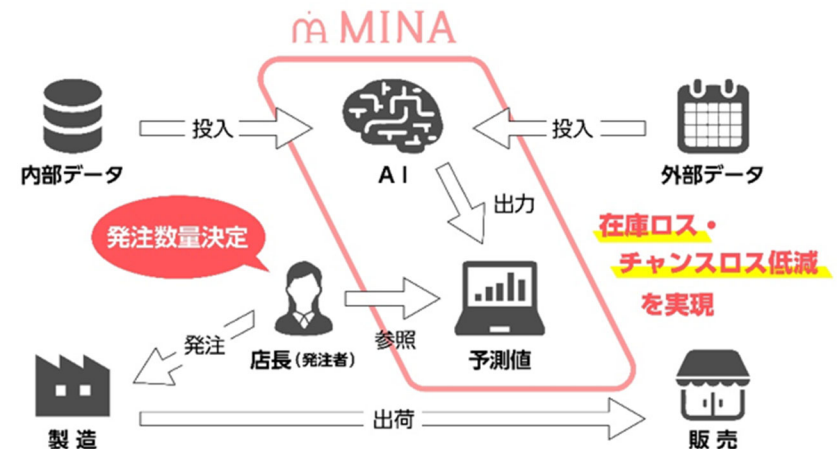 MINA
投入
投入
内部データ
AI
外部データ
出力
発注数量決定
在庫ロス・
チャンスロス低減
を実現
発注
参照
店長(発注者)
予測値
出荷
製造
販売